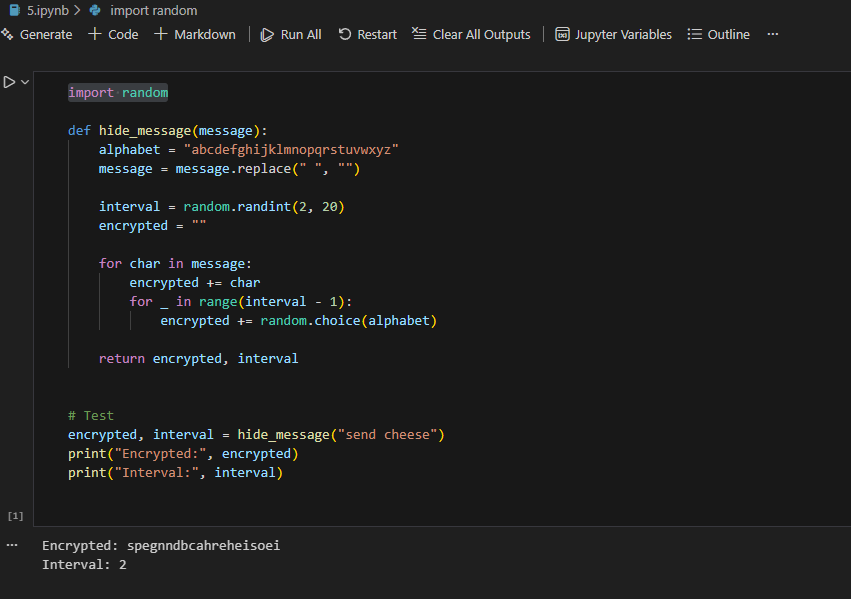 5.ipynb > import random
Generate + Code + Markdown Run All Restart Clear All Outputs Jupyter Variables Outline ...
import random
def hide_message(message):
alphabet = "abcdefghijklmnopqrstuvwxyz"
message = message.replace(" ", "")
interval = random.randint(2, 20)
encrypted = ""
for char in message:
encrypted += char
for _ in range(interval - 1):
encrypted += random.choice(alphabet)
return encrypted, interval
# Test
encrypted, interval = hide_message("send cheese")
print("Encrypted:", encrypted)
print("Interval:", interval)
[1]
... Encrypted: spegnndbcahreheisoei
Interval: 2